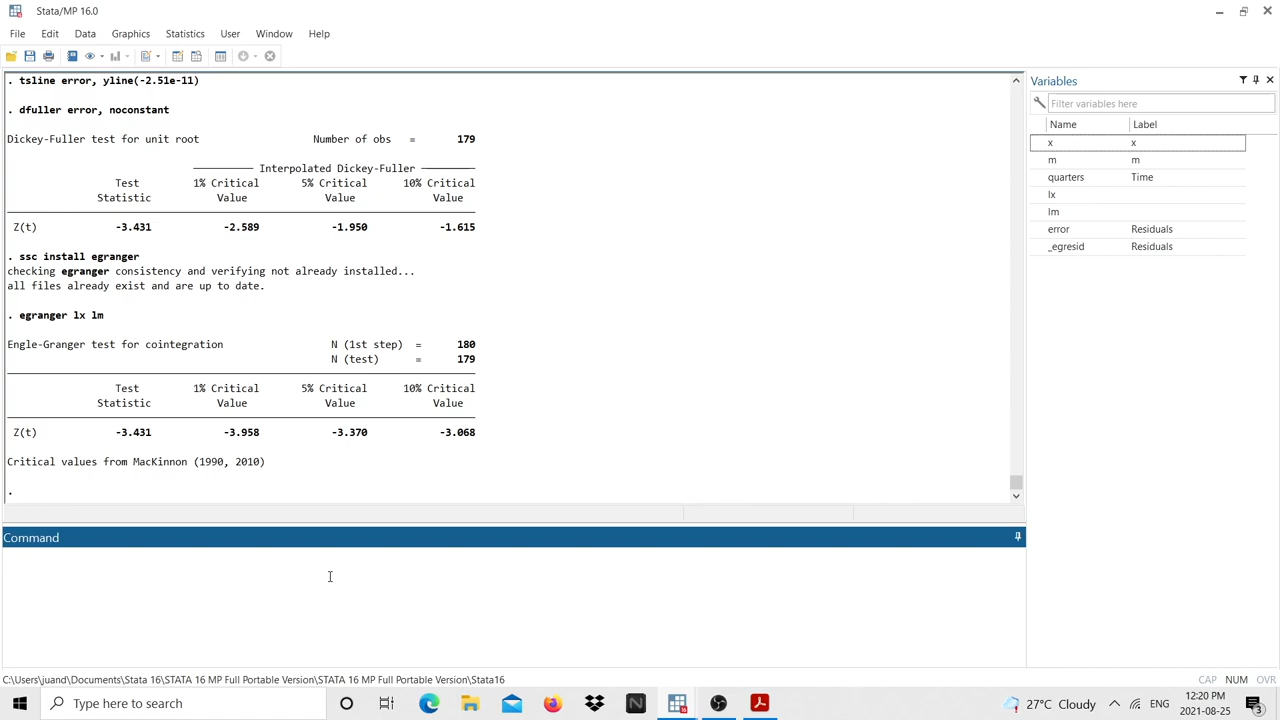 Stata/MP 16.0
File Edit Data Graphics Statistics User Window Help
. tsline error, yline(-2.51e-11)
. dfuller error, noconstant
Dickey-Fuller test for unit root Number of obs = 179
Interpolated Dickey-Fuller
Test 1% Critical 5% Critical 10% Critical
Statistic Value Value Value
Z(t) -3.431 -2.589 -1.950 -1.615
. ssc install egranger
checking egranger consistency and verifying not already installed...
all files already exist and are up to date.
. egranger lx lm
Engle-Granger test for cointegration N (1st step) = 180
N (test) = 179
Test 1% Critical 5% Critical 10% Critical
Statistic Value Value Value
Z(t) -3.431 -3.958 -3.370 -3.068
Critical values from MacKinnon (1990, 2010)
.
Command
Variables
Filter variables here
Name Label
x x
m m
quarters Time
lx
lm
error Residuals
_egresid Residuals
C:\Users\juand\Documents\Stata 16\STATA 16 MP Full Portable Version\STATA 16 MP Full Portable Version\Stata16
CAP NUM OVR
Type here to search
27°C Cloudy
ENG
12:20 PM
2021-08-25
3